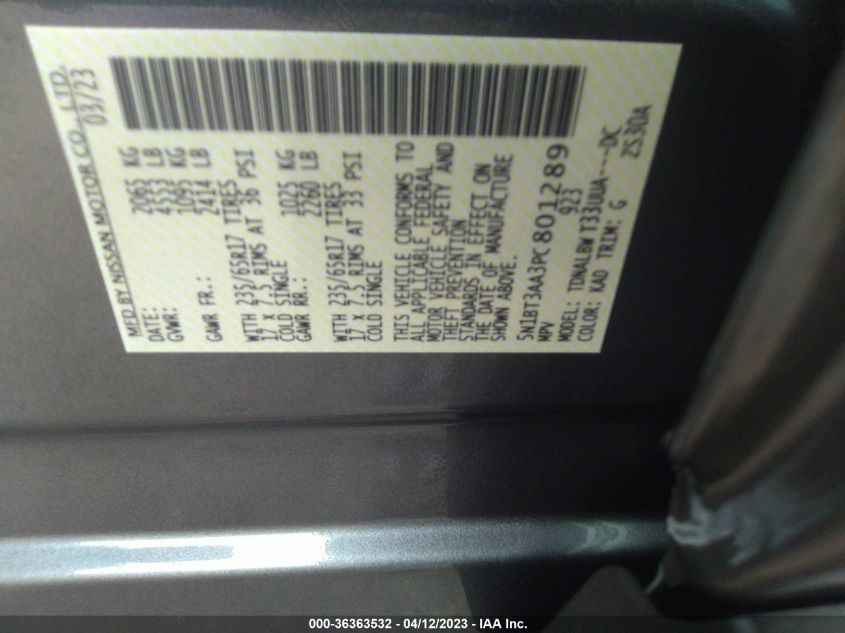 MFD BY NISSAN MOTOR CO., LTD.
DATE: 03/23
GVWR: 2065 KG
4553 LB
GAWR FR.: 1095 KG
2414 LB
WITH 235/65R17 TIRES
17 X 7.5 RIMS AT 36 PSI
COLD SINGLE
GAWR RR.: 1025 KG
2260 LB
WITH 235/65R17 TIRES
17 X 7.5 RIMS AT 33 PSI
COLD SINGLE
THIS VEHICLE CONFORMS TO
ALL APPLICABLE FEDERAL
MOTOR VEHICLE SAFETY AND
THEFT PREVENTION
STANDARDS IN EFFECT ON
THE DATE OF MANUFACTURE
SHOWN ABOVE.
5N1BT3AA3PC801289
MPV 923
MODEL: TDNALBW T33UUA----DC
COLOR: KAD TRIM: G ZS30A
000-36363532 - 04/12/2023 - IAA Inc.